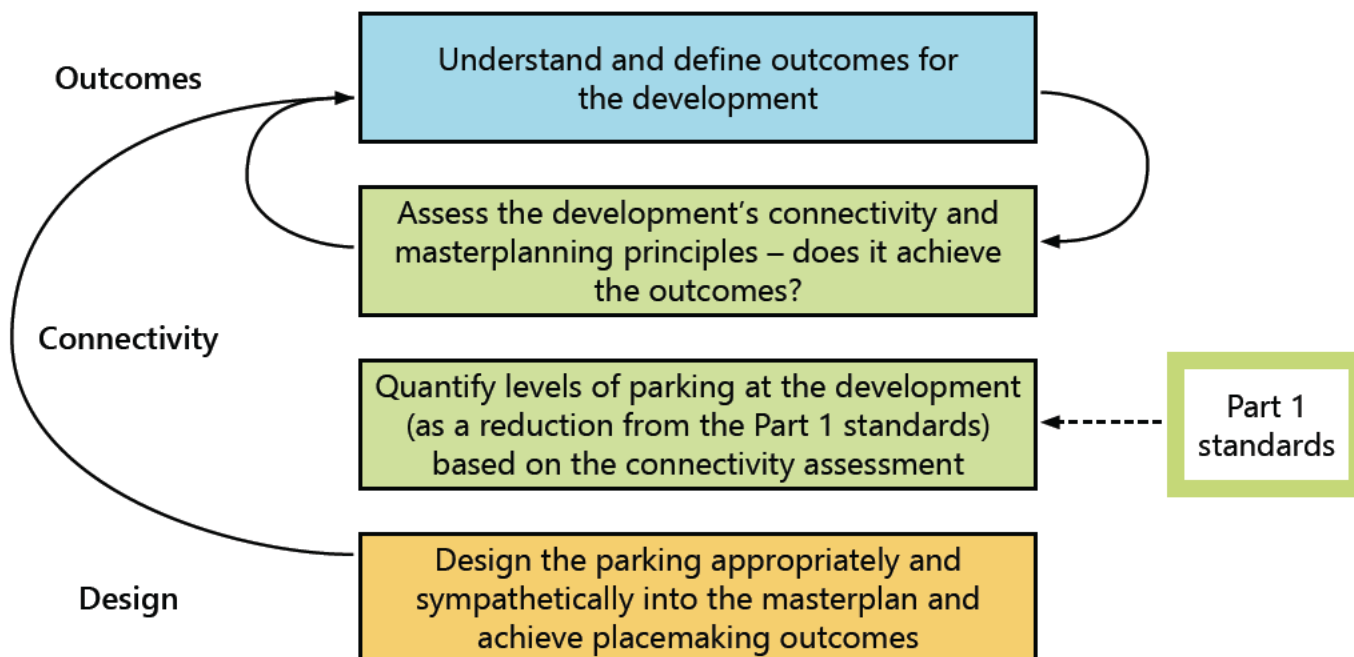 Outcomes
Understand and define outcomes for
the development
Assess the development’s connectivity and
masterplanning principles – does it achieve
the outcomes?
Connectivity
Quantify levels of parking at the development
(as a reduction from the Part 1 standards)
based on the connectivity assessment
Part 1
standards
Design
Design the parking appropriately and
sympathetically into the masterplan and
achieve placemaking outcomes